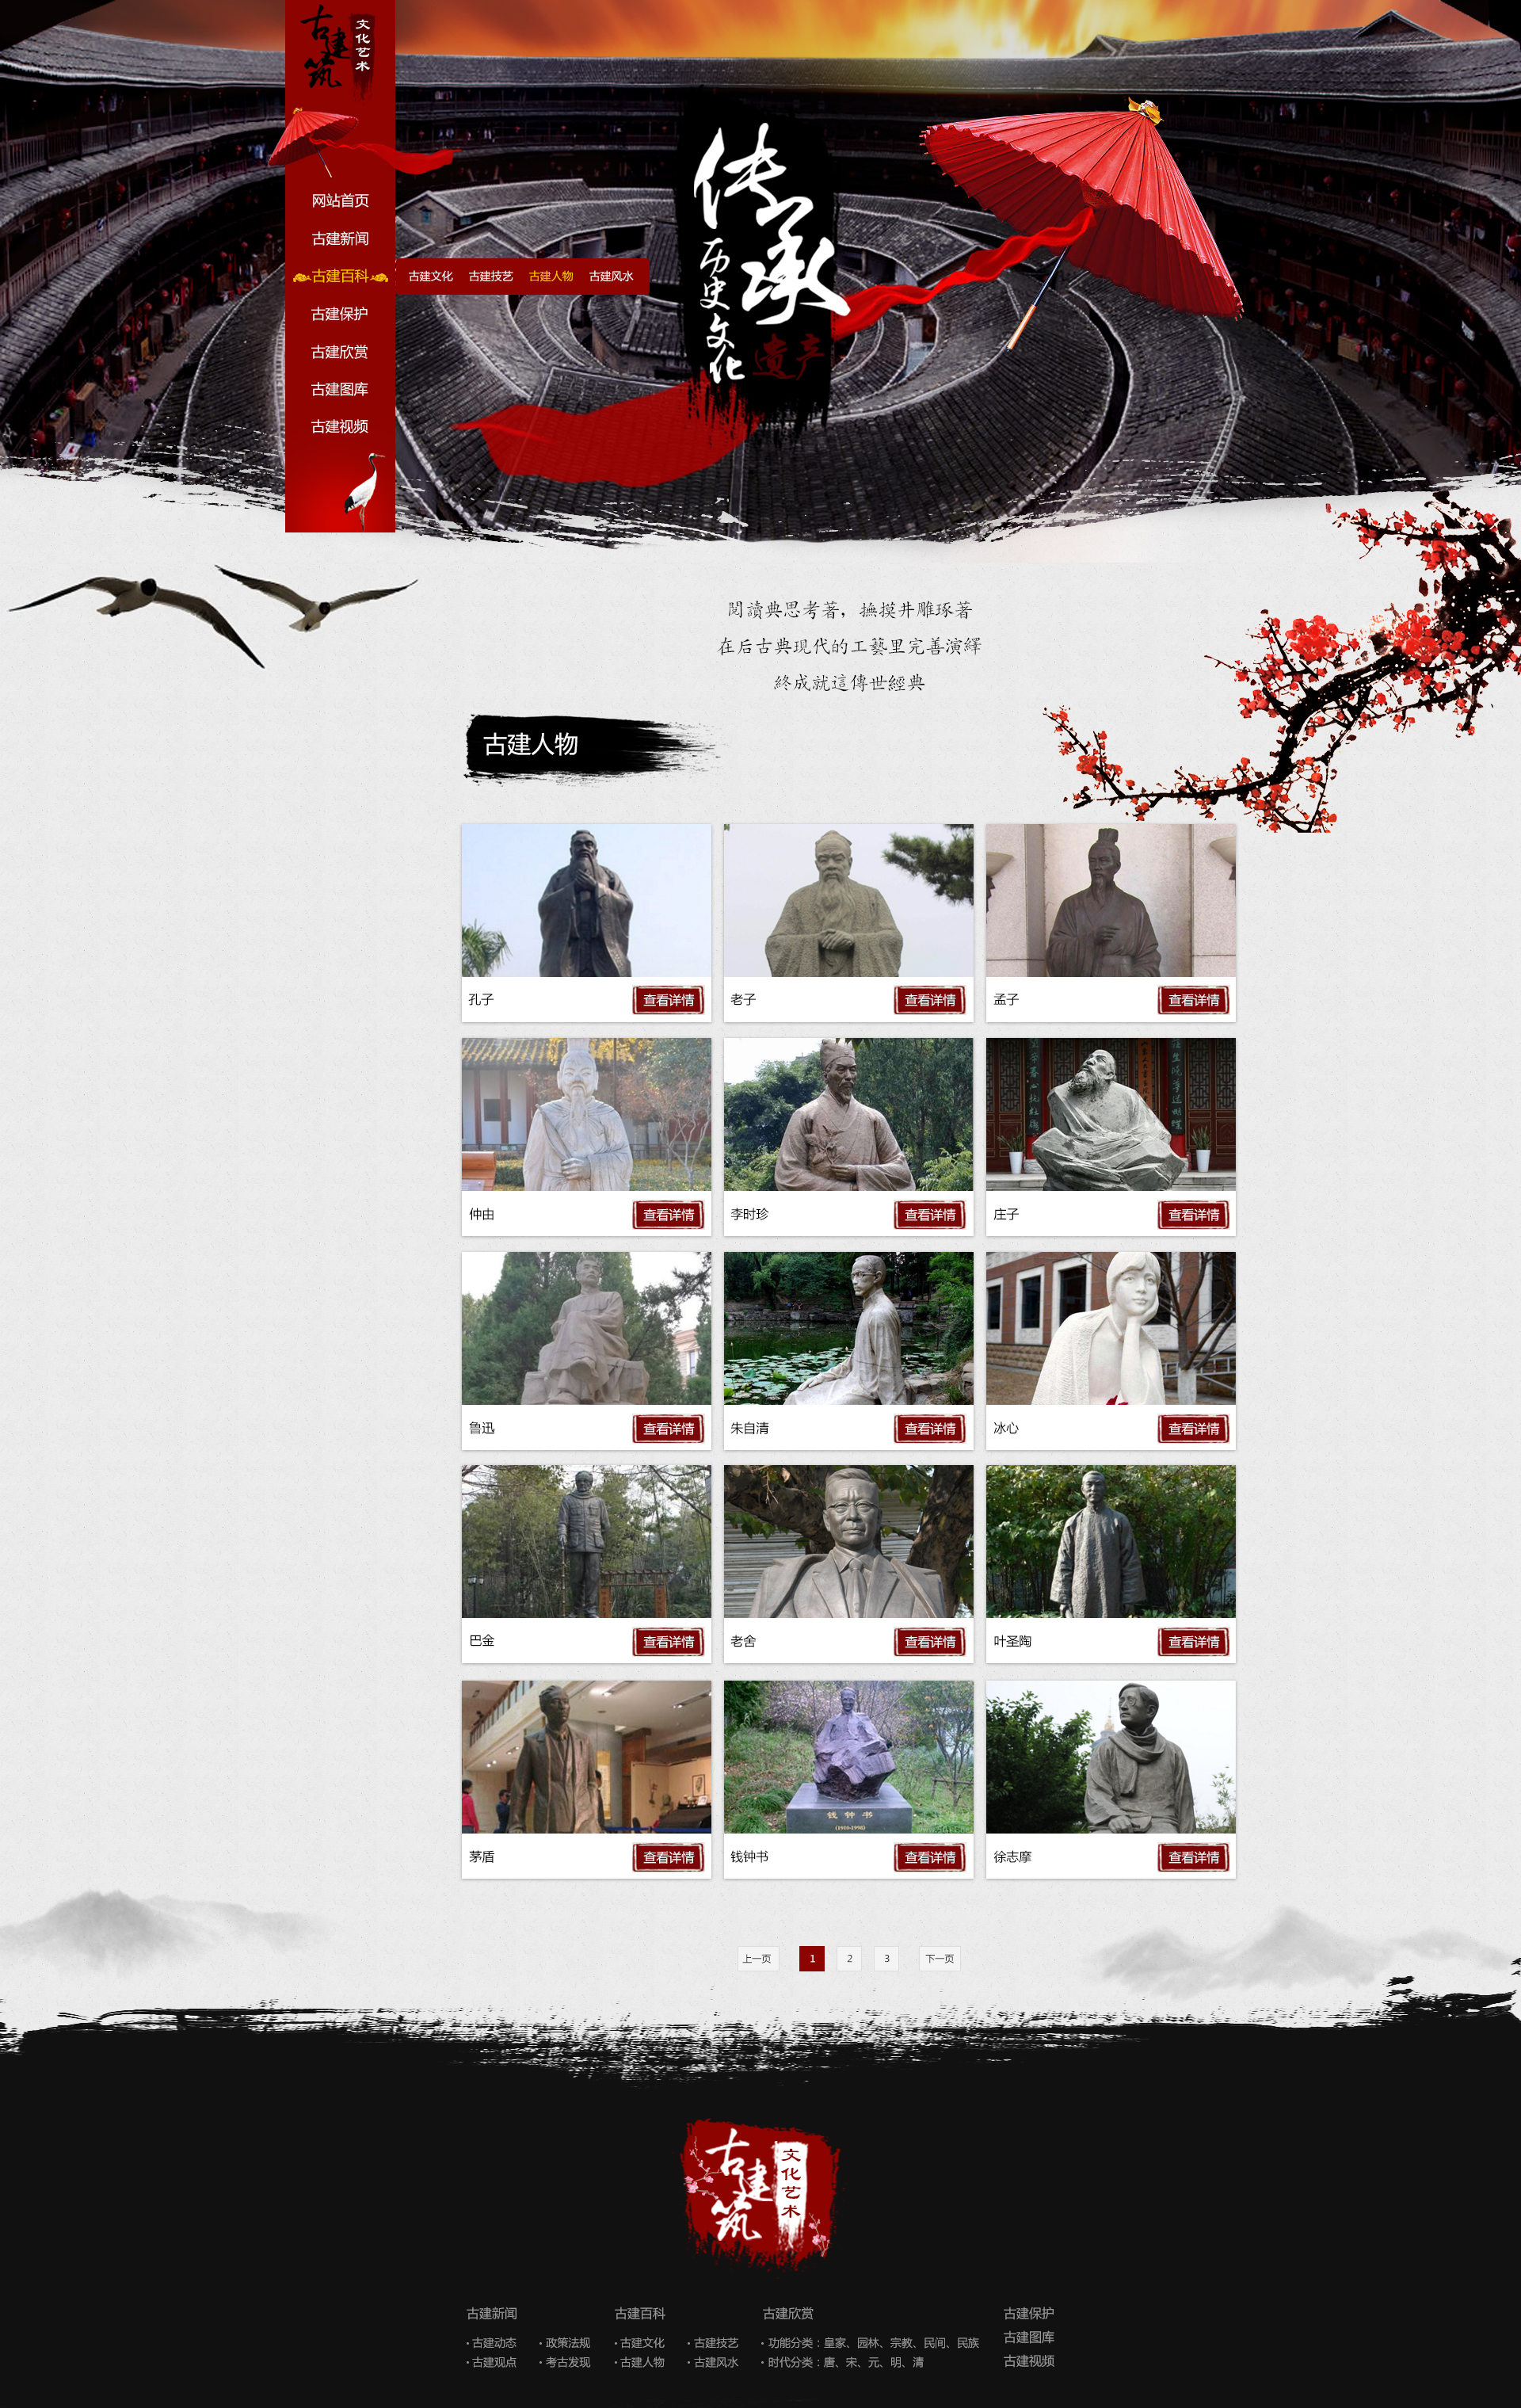 古建筑
文化艺术
网站首页
古建新闻
古建百科
古建文化 古建技艺 古建人物 古建风水
古建保护
古建欣赏
古建图库
古建视频
传承
历史文化
遗产
閲讀典思考著，撫摸井雕琢著
在后古典现代的工藝里完善演繹
終成就這傳世經典
古建人物
孔子 查看详情
老子 查看详情
孟子 查看详情
仲由 查看详情
李时珍 查看详情
庄子 查看详情
鲁迅 查看详情
朱自清 查看详情
冰心 查看详情
巴金 查看详情
老舍 查看详情
叶圣陶 查看详情
钱钟书
(1910-1998)
茅盾 查看详情
钱钟书 查看详情
徐志摩 查看详情
上一页 1 2 3 下一页
古建筑
文化艺术
古建新闻
• 古建动态 • 政策法规
• 古建观点 • 考古发现
古建百科
• 古建文化 • 古建技艺
• 古建人物 • 古建风水
古建欣赏
• 功能分类：皇家、园林、宗教、民间、民族
• 时代分类：唐、宋、元、明、清
古建保护
古建图库
古建视频